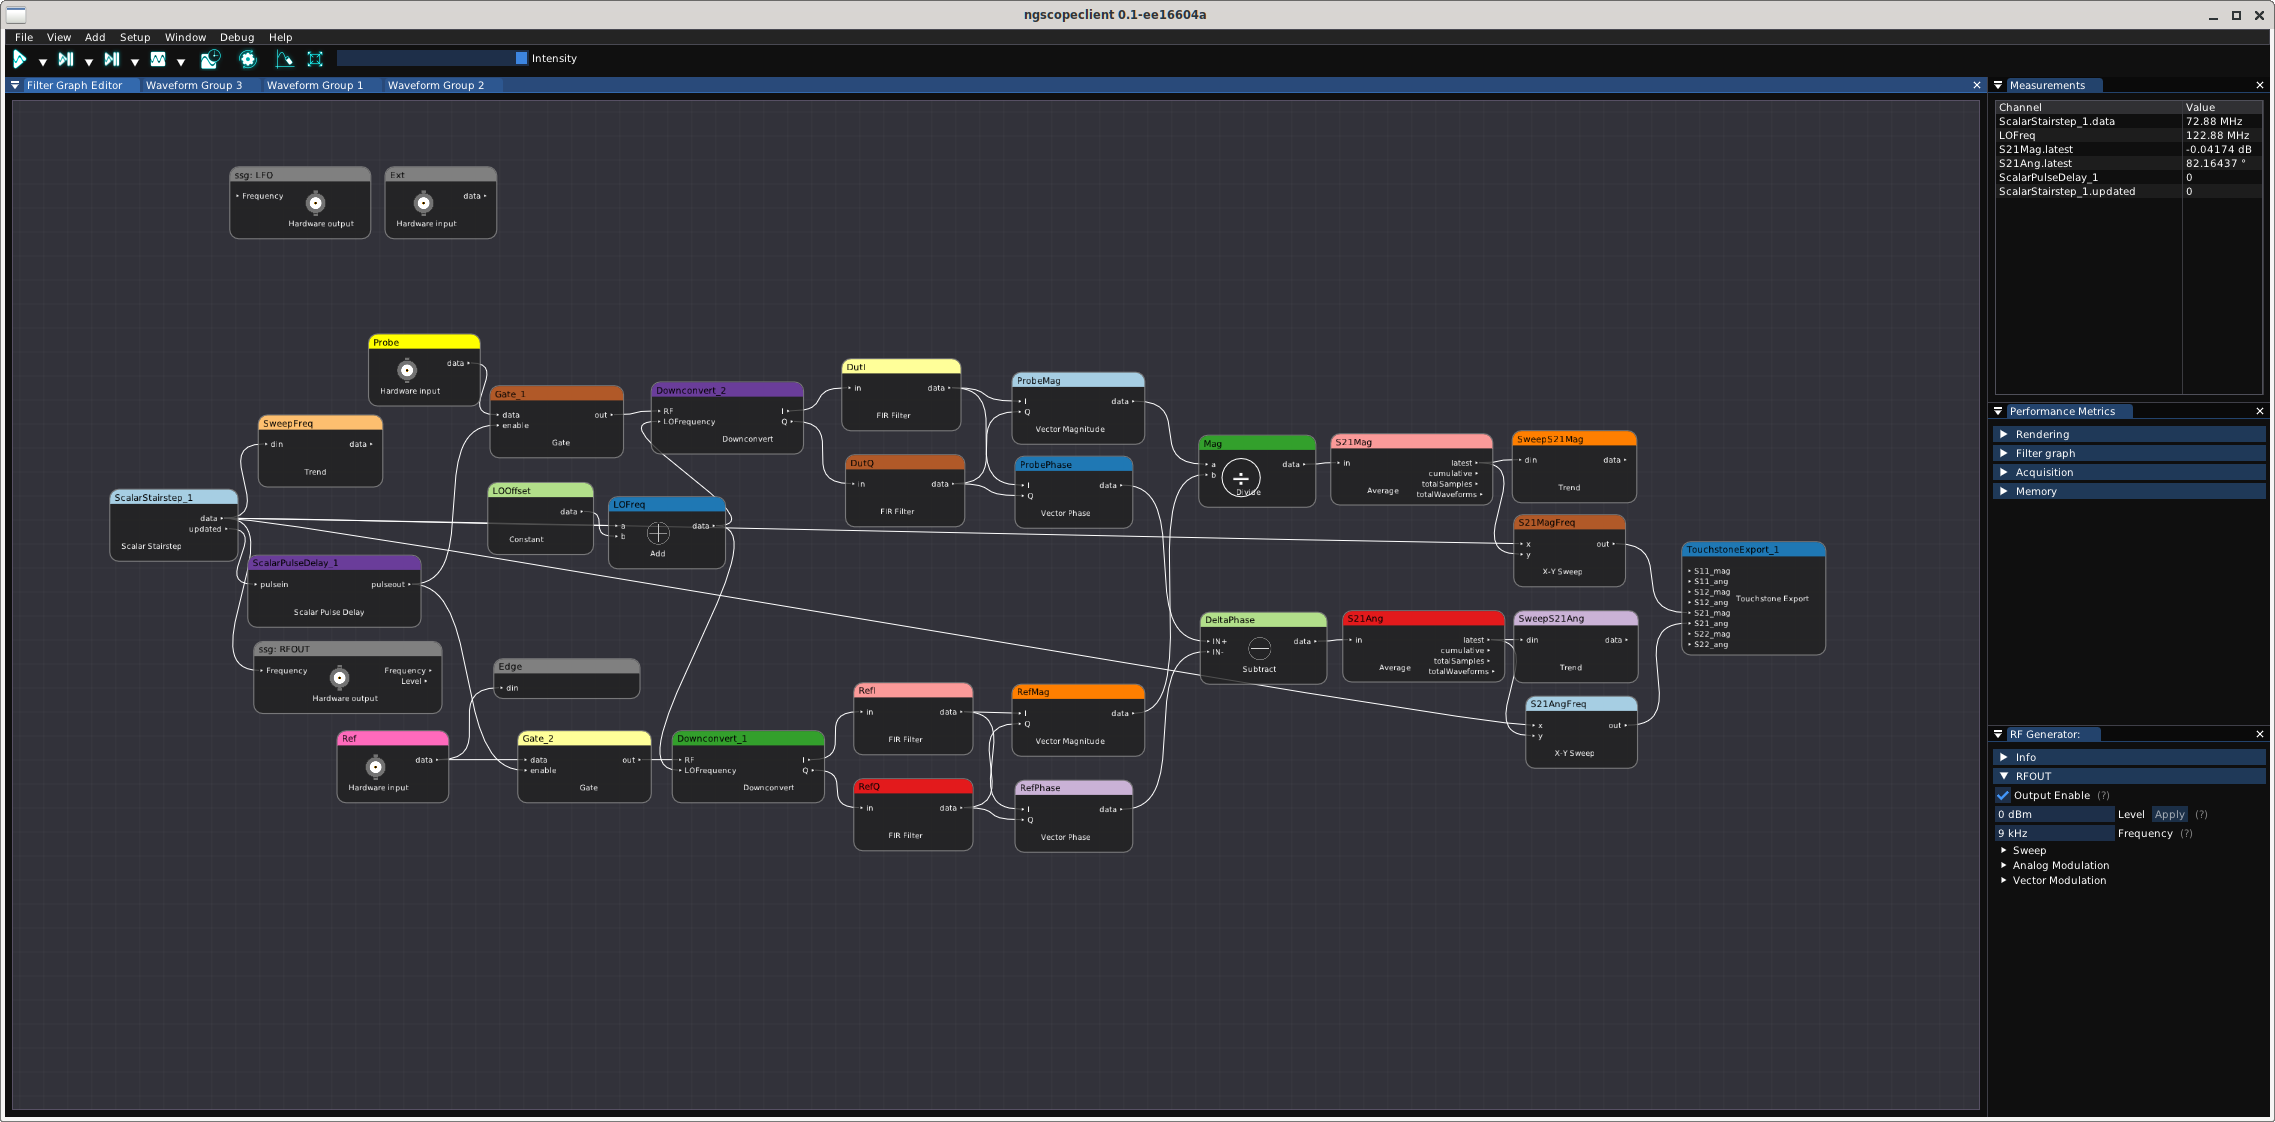 ngscopeclient 0.1-ee16604a
File View Add Setup Window Debug Help
Intensity
Filter Graph Editor Waveform Group 3 Waveform Group 1 Waveform Group 2
ssg: LFO
Frequency
Hardware output
Ext
data
Hardware input
Probe
data
Hardware input
SweepFreq
din data
Trend
ScalarStairstep_1
data
updated
Scalar Stairstep
ScalarPulseDelay_1
pulsein pulseout
Scalar Pulse Delay
ssg: RFOUT
Frequency Frequency
Level
Hardware output
Ref
data
Hardware input
Gate_1
data out
enable
Gate
LOOffset
data
Constant
LOFreq
a data
b
Add
Edge
din
Gate_2
data out
enable
Gate
Downconvert_2
RF I
LOFrequency Q
Downconvert
Downconvert_1
RF I
LOFrequency Q
Downconvert
DutI
in data
FIR Filter
DutQ
in data
FIR Filter
RefI
in data
FIR Filter
RefQ
in data
FIR Filter
ProbeMag
I data
Q
Vector Magnitude
ProbePhase
I data
Q
Vector Phase
RefMag
I data
Q
Vector Magnitude
RefPhase
I data
Q
Vector Phase
Mag
a data
b
÷
Divide
DeltaPhase
IN+ data
IN-
Subtract
S21Mag
in latest
cumulative
totalSamples
totalWaveforms
Average
S21Ang
in latest
cumulative
totalSamples
totalWaveforms
Average
SweepS21Mag
din data
Trend
S21MagFreq
x out
y
X-Y Sweep
SweepS21Ang
din data
Trend
S21AngFreq
x out
y
X-Y Sweep
TouchstoneExport_1
S11_mag
S11_ang
S12_mag
S12_ang
S21_mag
S21_ang
S22_mag
S22_ang
Touchstone Export
Measurements
Channel Value
ScalarStairstep_1.data 72.88 MHz
LOFreq 122.88 MHz
S21Mag.latest -0.04174 dB
S21Ang.latest 82.16437 °
ScalarPulseDelay_1 0
ScalarStairstep_1.updated 0
Performance Metrics
Rendering
Filter graph
Acquisition
Memory
RF Generator:
Info
RFOUT
Output Enable (?)
0 dBm Level Apply (?)
9 kHz Frequency (?)
Sweep
Analog Modulation
Vector Modulation